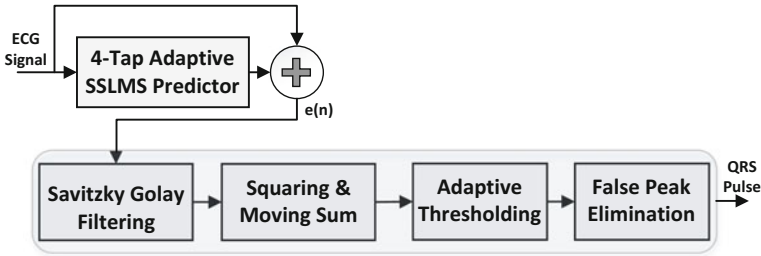 ECG
Signal
4-Tap Adaptive
SSLMS Predictor
e(n)
Savitzky Golay
Filtering
Squaring &
Moving Sum
Adaptive
Thresholding
False Peak
Elimination
QRS
Pulse